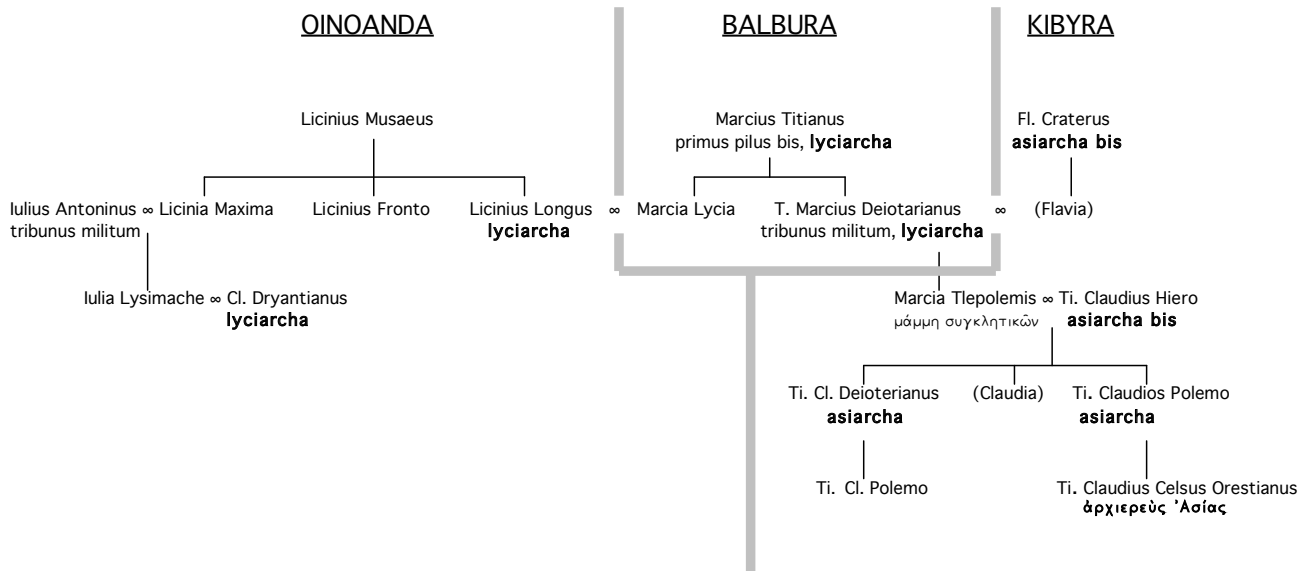 OINOANDA
BALBURA
KIBYRA
Licinius Musaeus
Marcius Titianus
primus pilus bis, lyciarcha
Fl. Craterus
asiarcha bis
Iulius Antoninus ∞ Licinia Maxima
tribunus militum
Licinius Fronto
Licinius Longus ∞ Marcia Lycia
lyciarcha
T. Marcius Deiotarianus ∞ (Flavia)
tribunus militum, lyciarcha
Iulia Lysimache ∞ Cl. Dryantianus
lyciarcha
Marcia Tlepolemis ∞ Ti. Claudius Hiero
μάμμη συγκλητικῶν
asiarcha bis
Ti. Cl. Deioterianus
asiarcha
(Claudia)
Ti. Claudios Polemo
asiarcha
Ti. Cl. Polemo
Ti. Claudius Celsus Orestianus
ἀρχιερεὺς Ἀσίας